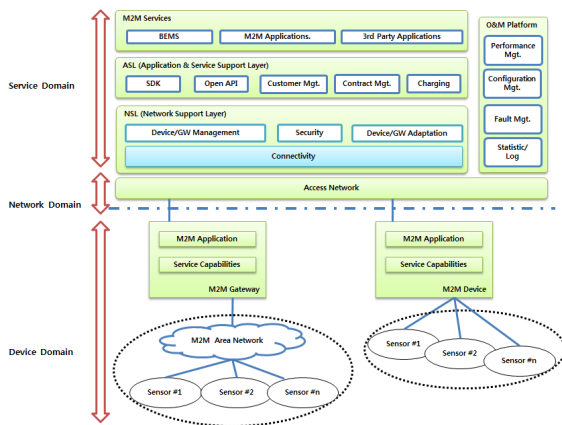 M2M Services
BEMS
M2M Applications.
3rd Party Applications
ASL (Application & Service Support Layer)
SDK
Open API
Customer Mgt.
Contract Mgt.
Charging
NSL (Network Support Layer)
Device/GW Management
Security
Device/GW Adaptation
Connectivity
O&M Platform
Performance
Mgt.
Configuration
Mgt.
Fault Mgt.
Statistic/
Log
Service Domain
Access Network
Network Domain
M2M Application
Service Capabilities
M2M Gateway
M2M Application
Service Capabilities
M2M Device
Device Domain
M2M Area Network
Sensor #1
Sensor #2
Sensor #n
Sensor #1
Sensor #2
Sensor #n